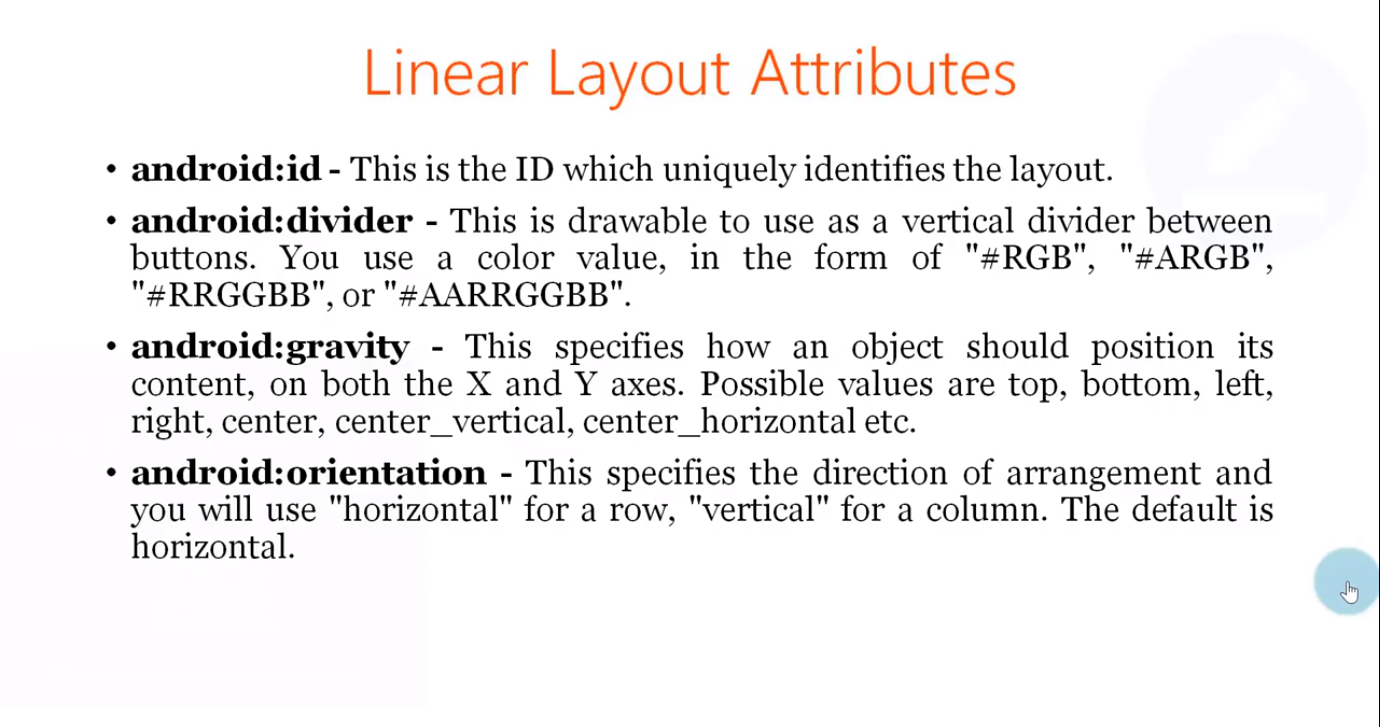 Linear Layout Attributes
• android:id - This is the ID which uniquely identifies the layout.
• android:divider - This is drawable to use as a vertical divider between
buttons. You use a color value, in the form of "#RGB", "#ARGB",
"#RRGGBB", or "#AARRGGBB".
• android:gravity - This specifies how an object should position its
content, on both the X and Y axes. Possible values are top, bottom, left,
right, center, center_vertical, center_horizontal etc.
• android:orientation - This specifies the direction of arrangement and
you will use "horizontal" for a row, "vertical" for a column. The default is
horizontal.